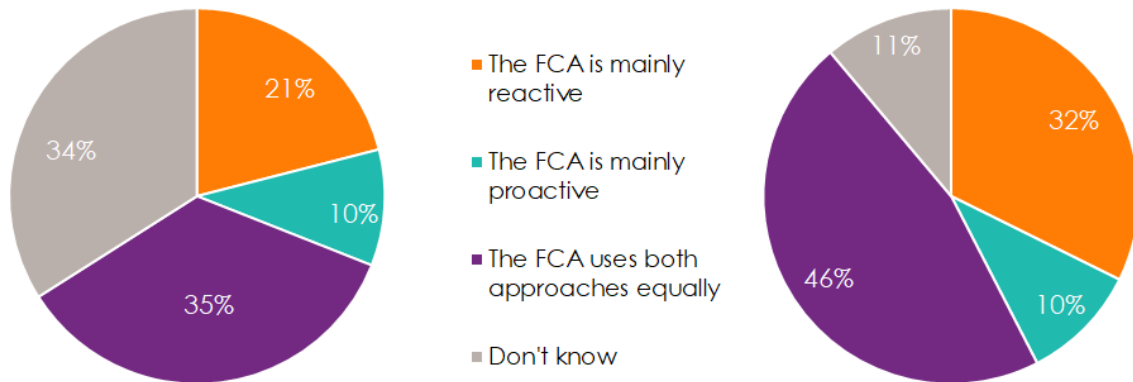 21%
10%
35%
34%
The FCA is mainly
reactive
The FCA is mainly
proactive
The FCA uses both
approaches equally
Don't know
11%
32%
46%
10%